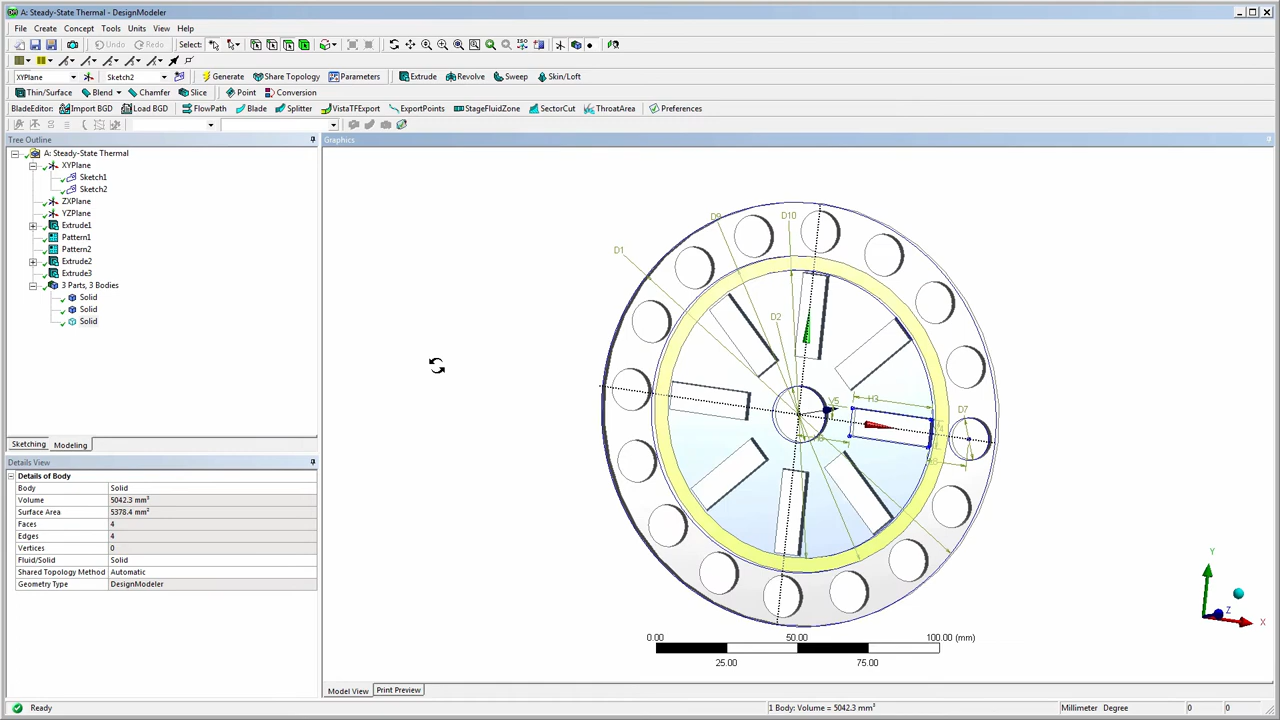 A: Steady-State Thermal - DesignModeler
File Create Concept Tools Units View Help
Undo Redo Select:
XYPlane Sketch2 Generate Share Topology Parameters Extrude Revolve Sweep Skin/Loft
Thin/Surface Blend Chamfer Slice Point Conversion
BladeEditor: Import BGD Load BGD FlowPath Blade Splitter VistaTFExport ExportPoints StageFluidZone SectorCut ThroatArea Preferences
Tree Outline
A: Steady-State Thermal
XYPlane
Sketch1
Sketch2
ZXPlane
YZPlane
Extrude1
Pattern1
Pattern2
Extrude2
Extrude3
3 Parts, 3 Bodies
Solid
Solid
Solid
Sketching Modeling
Details View
Details of Body
Body Solid
Volume 5042.3 mm³
Surface Area 5378.4 mm²
Faces 4
Edges 4
Vertices 0
Fluid/Solid Solid
Shared Topology Method Automatic
Geometry Type DesignModeler
Graphics
D9 D10
D1
D2
H3
V5
D7
Y
Z
X
0.00 50.00 100.00 (mm)
25.00 75.00
Model View Print Preview
Ready 1 Body: Volume = 5042.3 mm³ Millimeter Degree 0 0